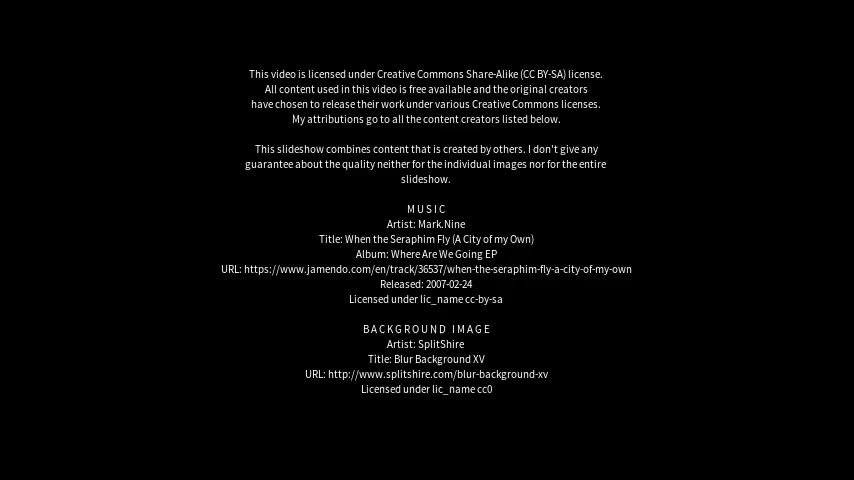 This video is licensed under Creative Commons Share-Alike (CC BY-SA) license.
All content used in this video is free available and the original creators
have chosen to release their work under various Creative Commons licenses.
My attributions go to all the content creators listed below.
This slideshow combines content that is created by others. I don't give any
guarantee about the quality neither for the individual images nor for the entire
slideshow.
MUSIC
Artist: Mark.Nine
Title: When the Seraphim Fly (A City of my Own)
Album: Where Are We Going EP
URL: https://www.jamendo.com/en/track/36537/when-the-seraphim-fly-a-city-of-my-own
Released: 2007-02-24
Licensed under lic_name cc-by-sa
BACKGROUND IMAGE
Artist: SplitShire
Title: Blur Background XV
URL: http://www.splitshire.com/blur-background-xv
Licensed under lic_name cc0